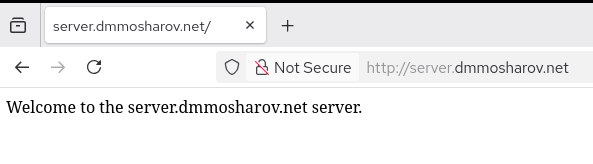 server.dmmosharov.net/
Not Secure http://server.dmmosharov.net
Welcome to the server.dmmosharov.net server.